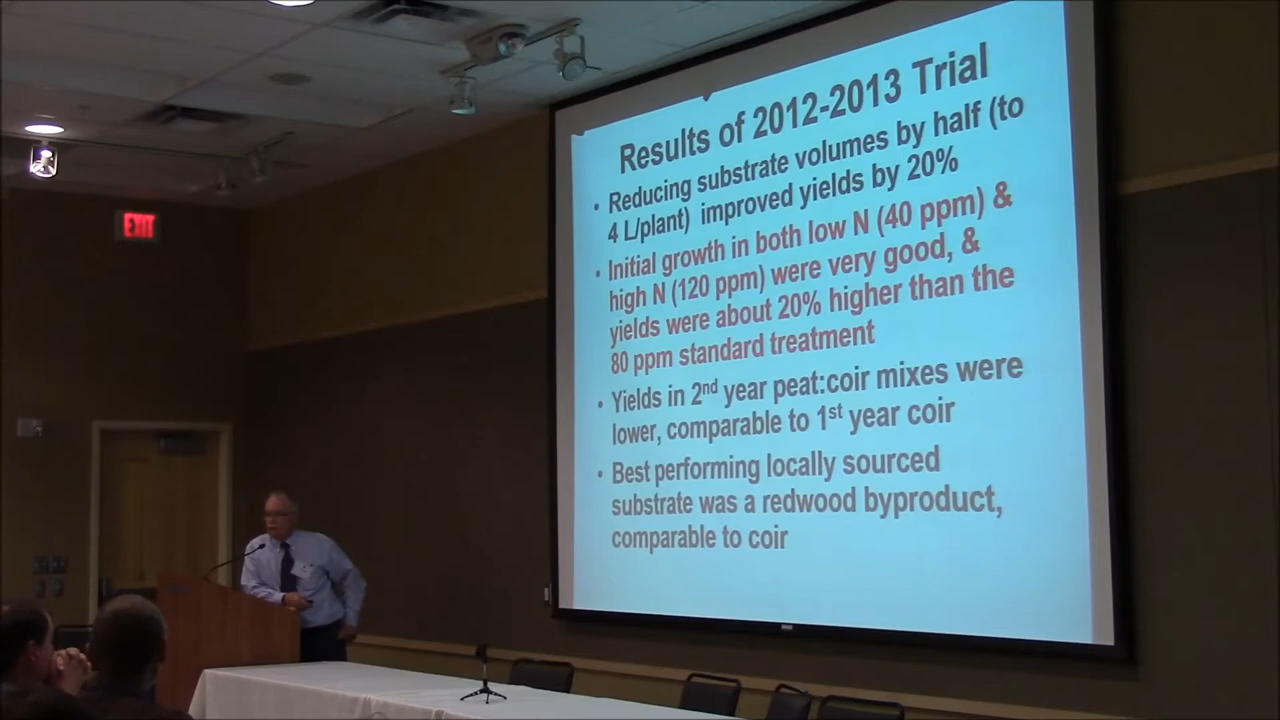 Results of 2012-2013 Trial
• Reducing substrate volumes by half (to
4 L/plant) improved yields by 20%
• Initial growth in both low N (40 ppm) &
high N (120 ppm) were very good, &
yields were about 20% higher than the
80 ppm standard treatment
• Yields in 2nd year peat:coir mixes were
lower, comparable to 1st year coir
• Best performing locally sourced
substrate was a redwood byproduct,
comparable to coir
EXIT